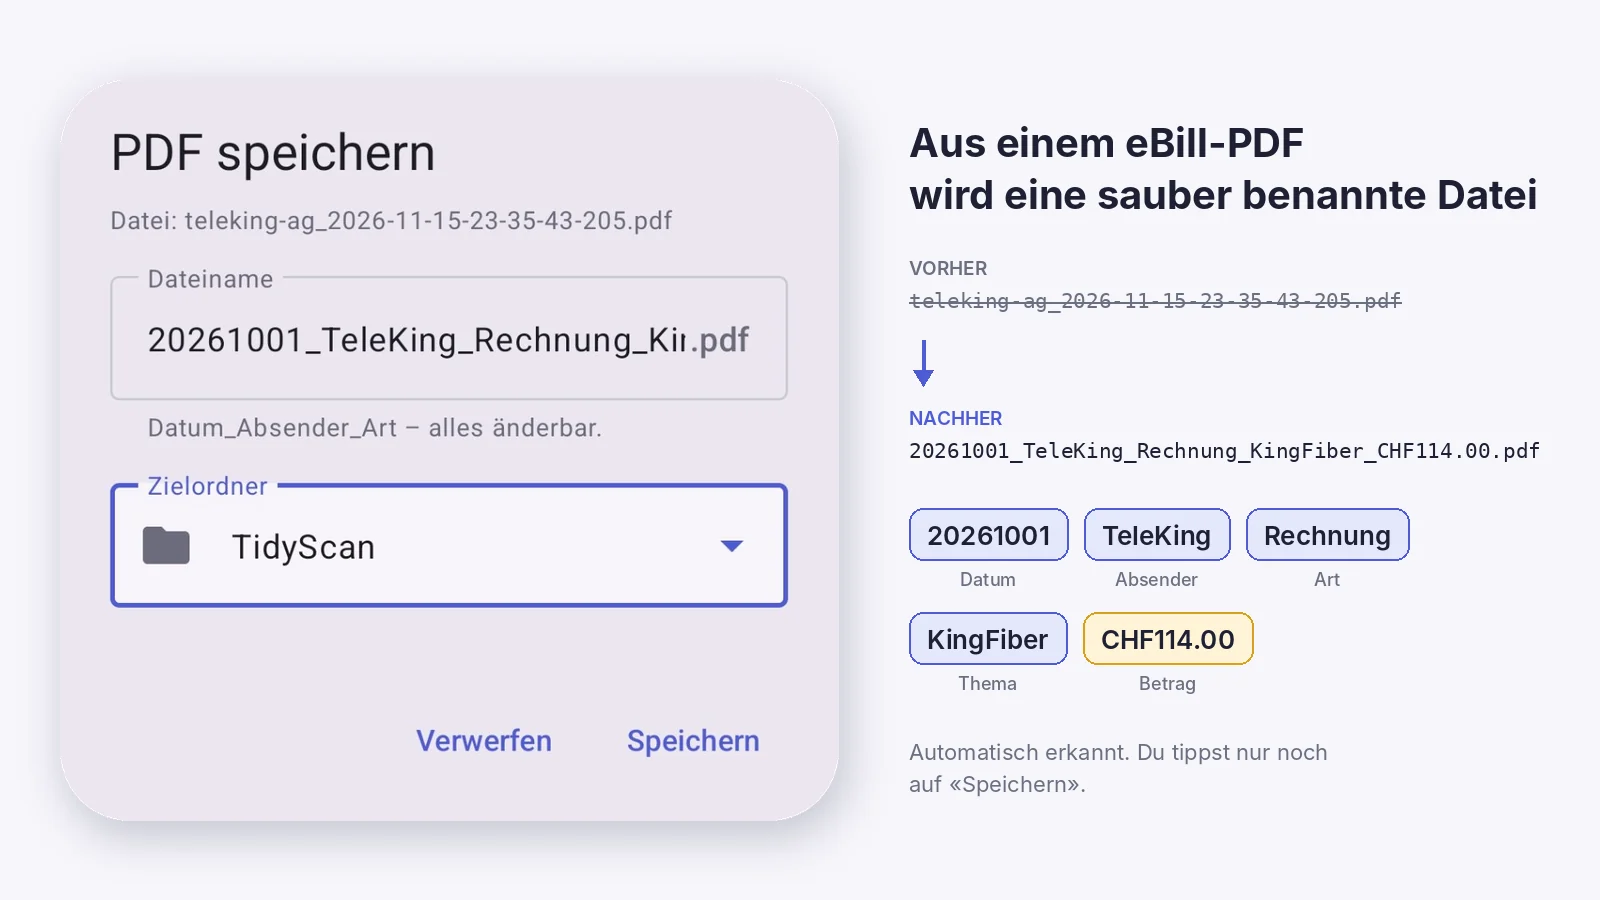 PDF speichern
Datei: teleking-ag_2026-11-15-23-35-43-205.pdf
Dateiname
20261001_TeleKing_Rechnung_Kir.pdf
Datum_Absender_Art – alles änderbar.
Zielordner
TidyScan
Verwerfen Speichern
Aus einem eBill-PDF
wird eine sauber benannte Datei
VORHER
teleking-ag_2026-11-15-23-35-43-205.pdf
NACHHER
20261001_TeleKing_Rechnung_KingFiber_CHF114.00.pdf
20261001 TeleKing Rechnung
Datum Absender Art
KingFiber CHF114.00
Thema Betrag
Automatisch erkannt. Du tippst nur noch
auf «Speichern».